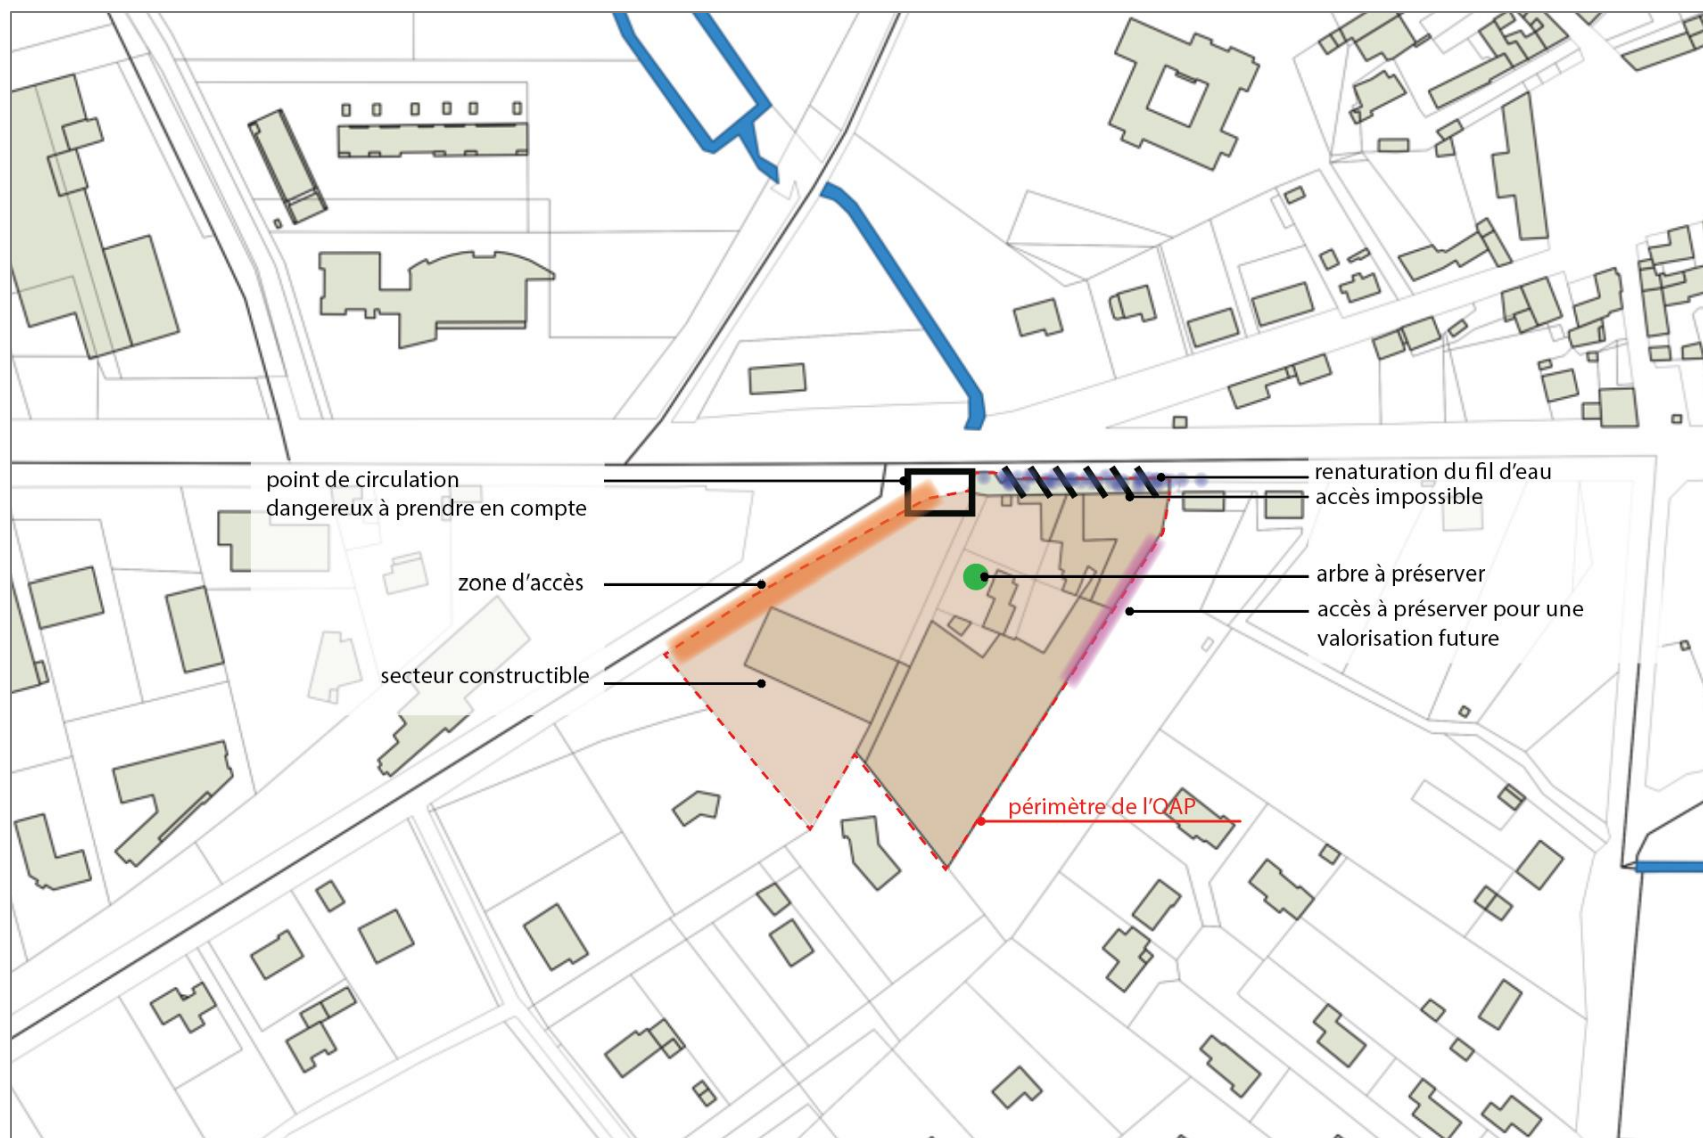 point de circulation
dangereux à prendre en compte
zone d'accès
secteur constructible
renaturation du fil d'eau
accès impossible
arbre à préserver
accès à préserver pour une
valorisation future
périmètre de l'OAP